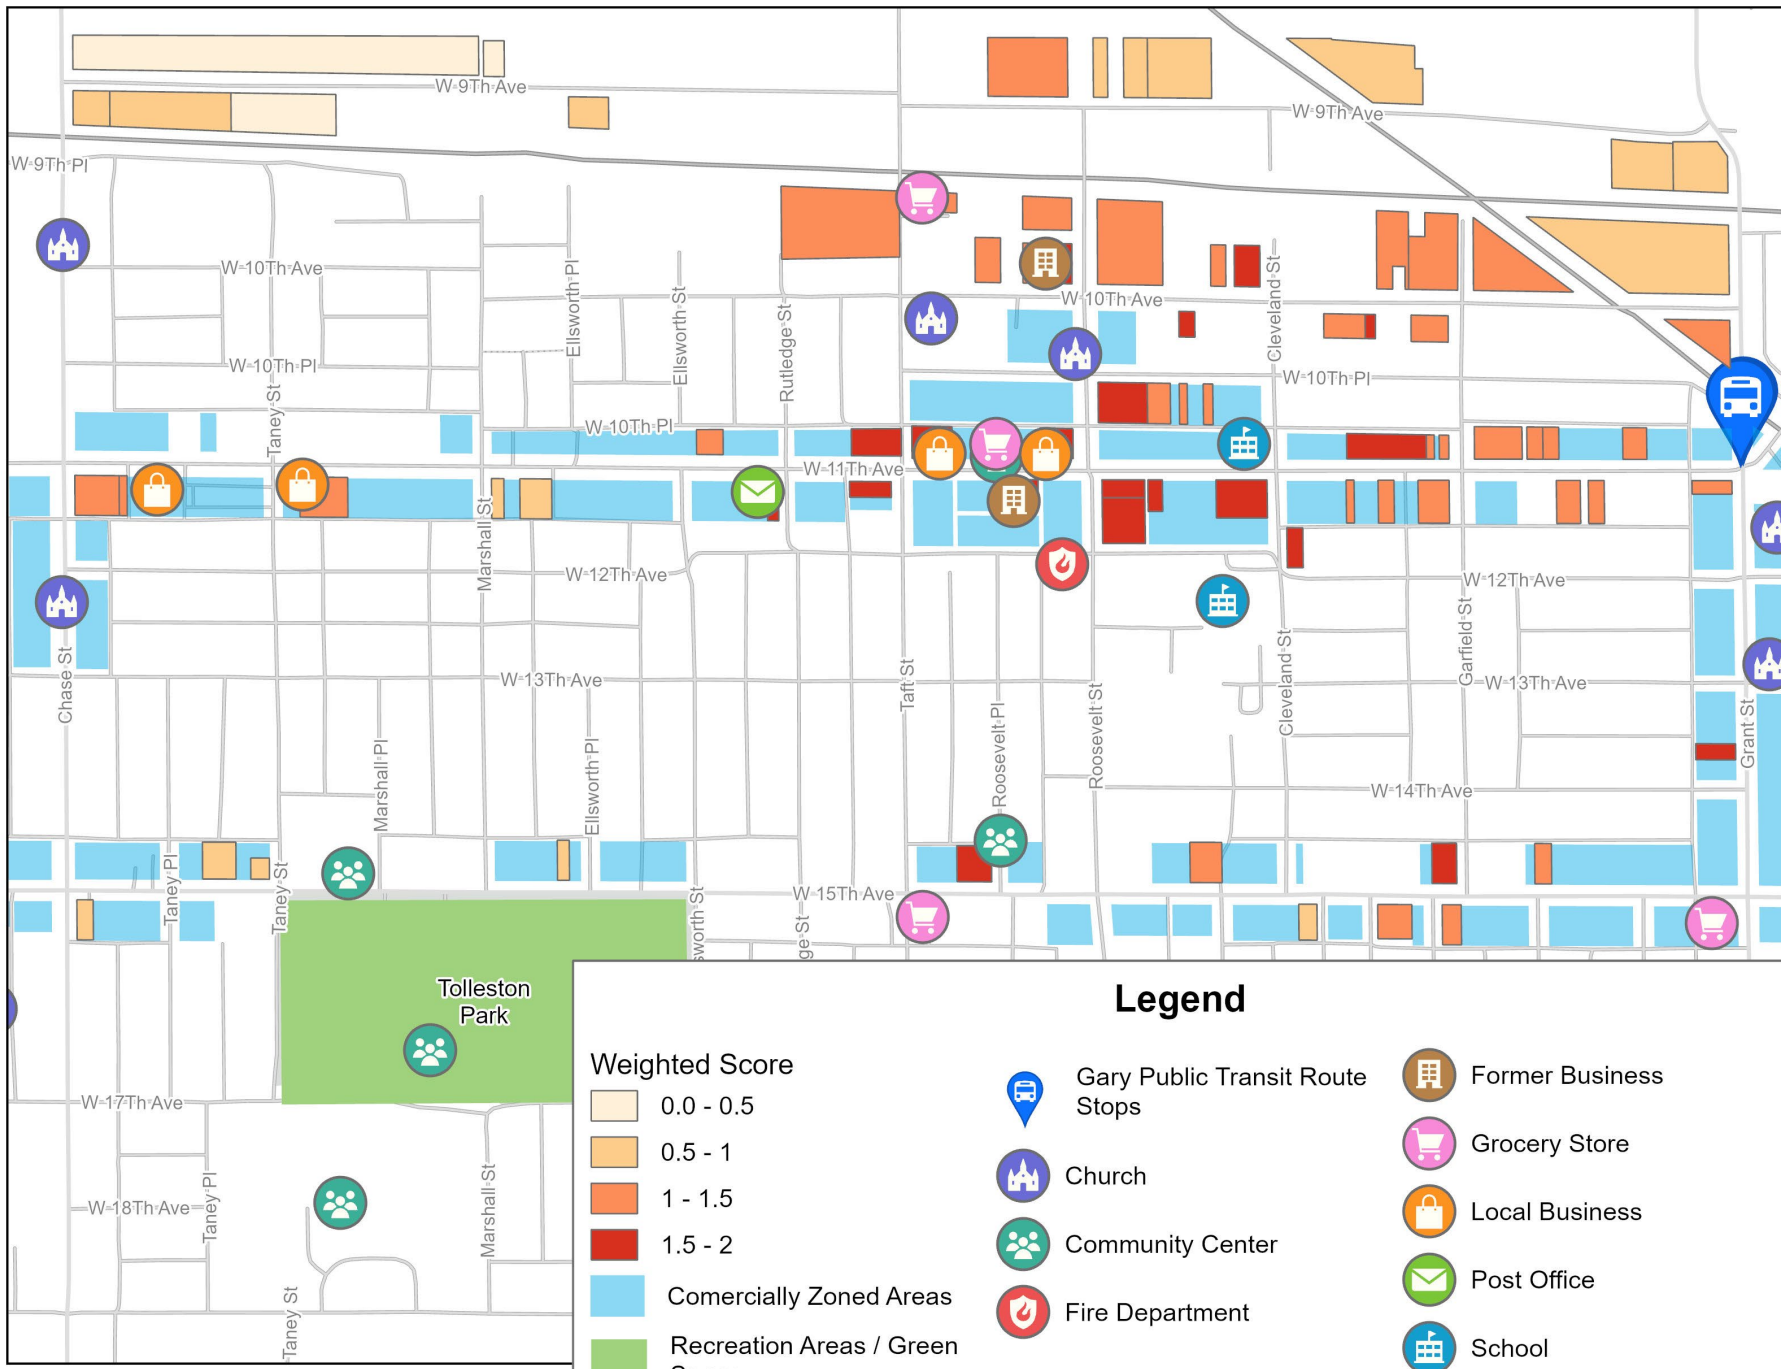 W 9Th Ave
W 9Th Ave
W 9Th Pl
W 10Th Ave
W 10Th Ave
Ellsworth Pl
Ellsworth St
Rutledge St
Cleveland St
W 10Th Pl
W 10Th Pl
Taney St
W 10Th Pl
W 11Th Ave
Marshall St
W 12Th Ave
W 12Th Ave
Chase St
W 13Th Ave
Taft St
Roosevelt Pl
Roosevelt St
Cleveland St
Garfield St
W 13Th Ave
Grant St
Marshall Pl
Ellsworth Pl
W 14Th Ave
Taney Pl
Taney St
W 15Th Ave
sworth St
ge St
Tolleston
Park
W 17Th Ave
W 18Th Ave
Taney Pl
Marshall St
Taney St
Legend
Weighted Score
0.0 - 0.5
0.5 - 1
1 - 1.5
1.5 - 2
Comercially Zoned Areas
Recreation Areas / Green
Gary Public Transit Route
Stops
Church
Community Center
Fire Department
Former Business
Grocery Store
Local Business
Post Office
School